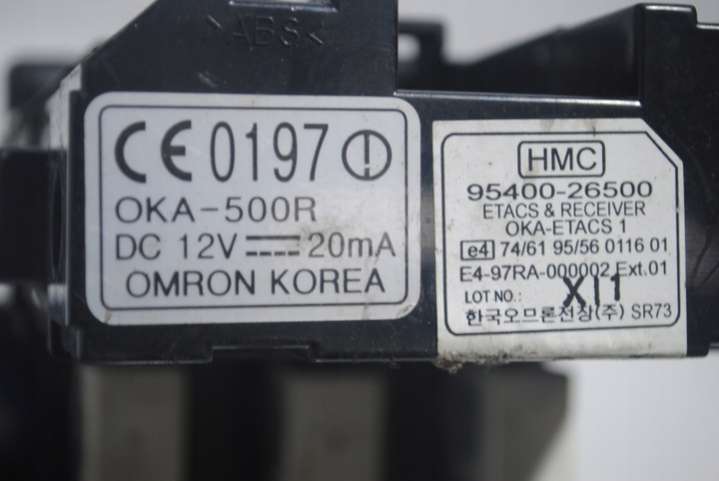 >ABS<
CE 0197
OKA-500R
DC 12V 20mA
OMRON KOREA
HMC
95400-26500
ETACS & RECEIVER
OKA-ETACS 1
e4 74/61 95/56 0116 01
E4-97RA-000002 Ext.01
LOT NO.: X11
한국오므론전장(주) SR73